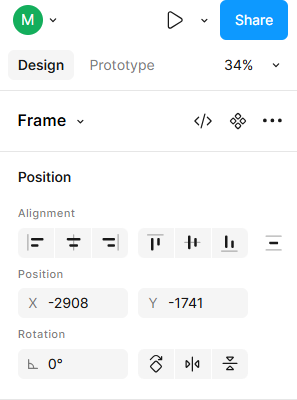 M
Share
Design Prototype 34%
Frame
Position
Alignment
Position
X -2908 Y -1741
Rotation
0°